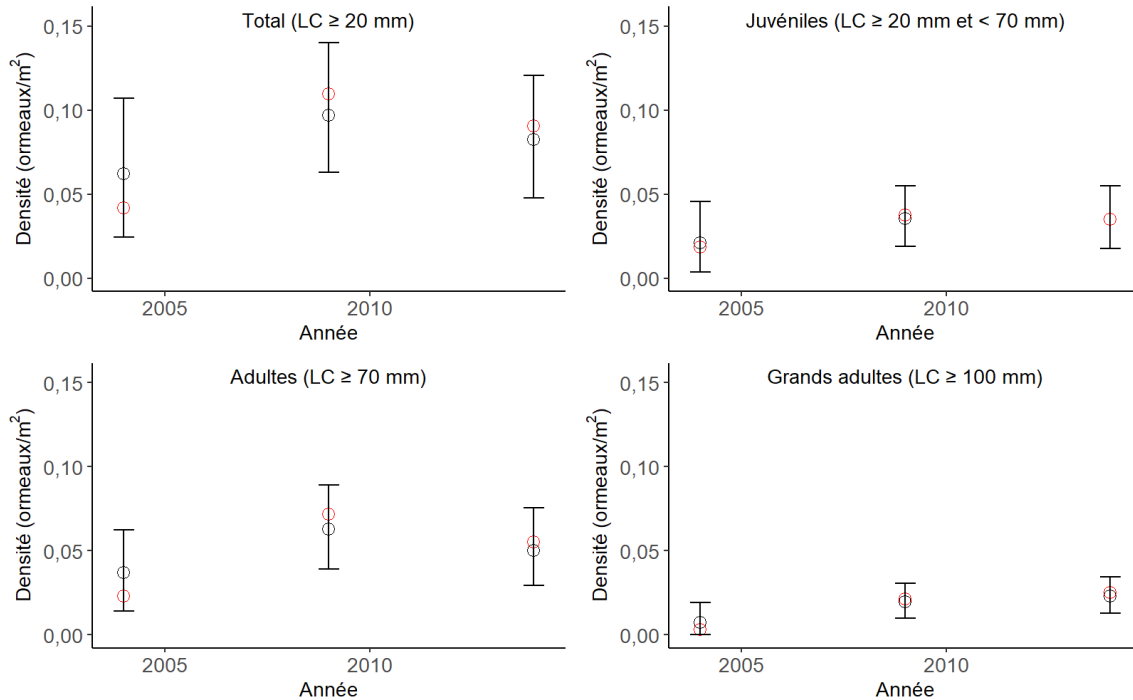 Total (LC ≥ 20 mm)
Densité (ormeaux/m²)
0,15
0,10
0,05
0,00
2005 2010
Année
Juvéniles (LC ≥ 20 mm et < 70 mm)
Densité (ormeaux/m²)
0,15
0,10
0,05
0,00
2005 2010
Année
Adultes (LC ≥ 70 mm)
Densité (ormeaux/m²)
0,15
0,10
0,05
0,00
2005 2010
Année
Grands adultes (LC ≥ 100 mm)
Densité (ormeaux/m²)
0,15
0,10
0,05
0,00
2005 2010
Année